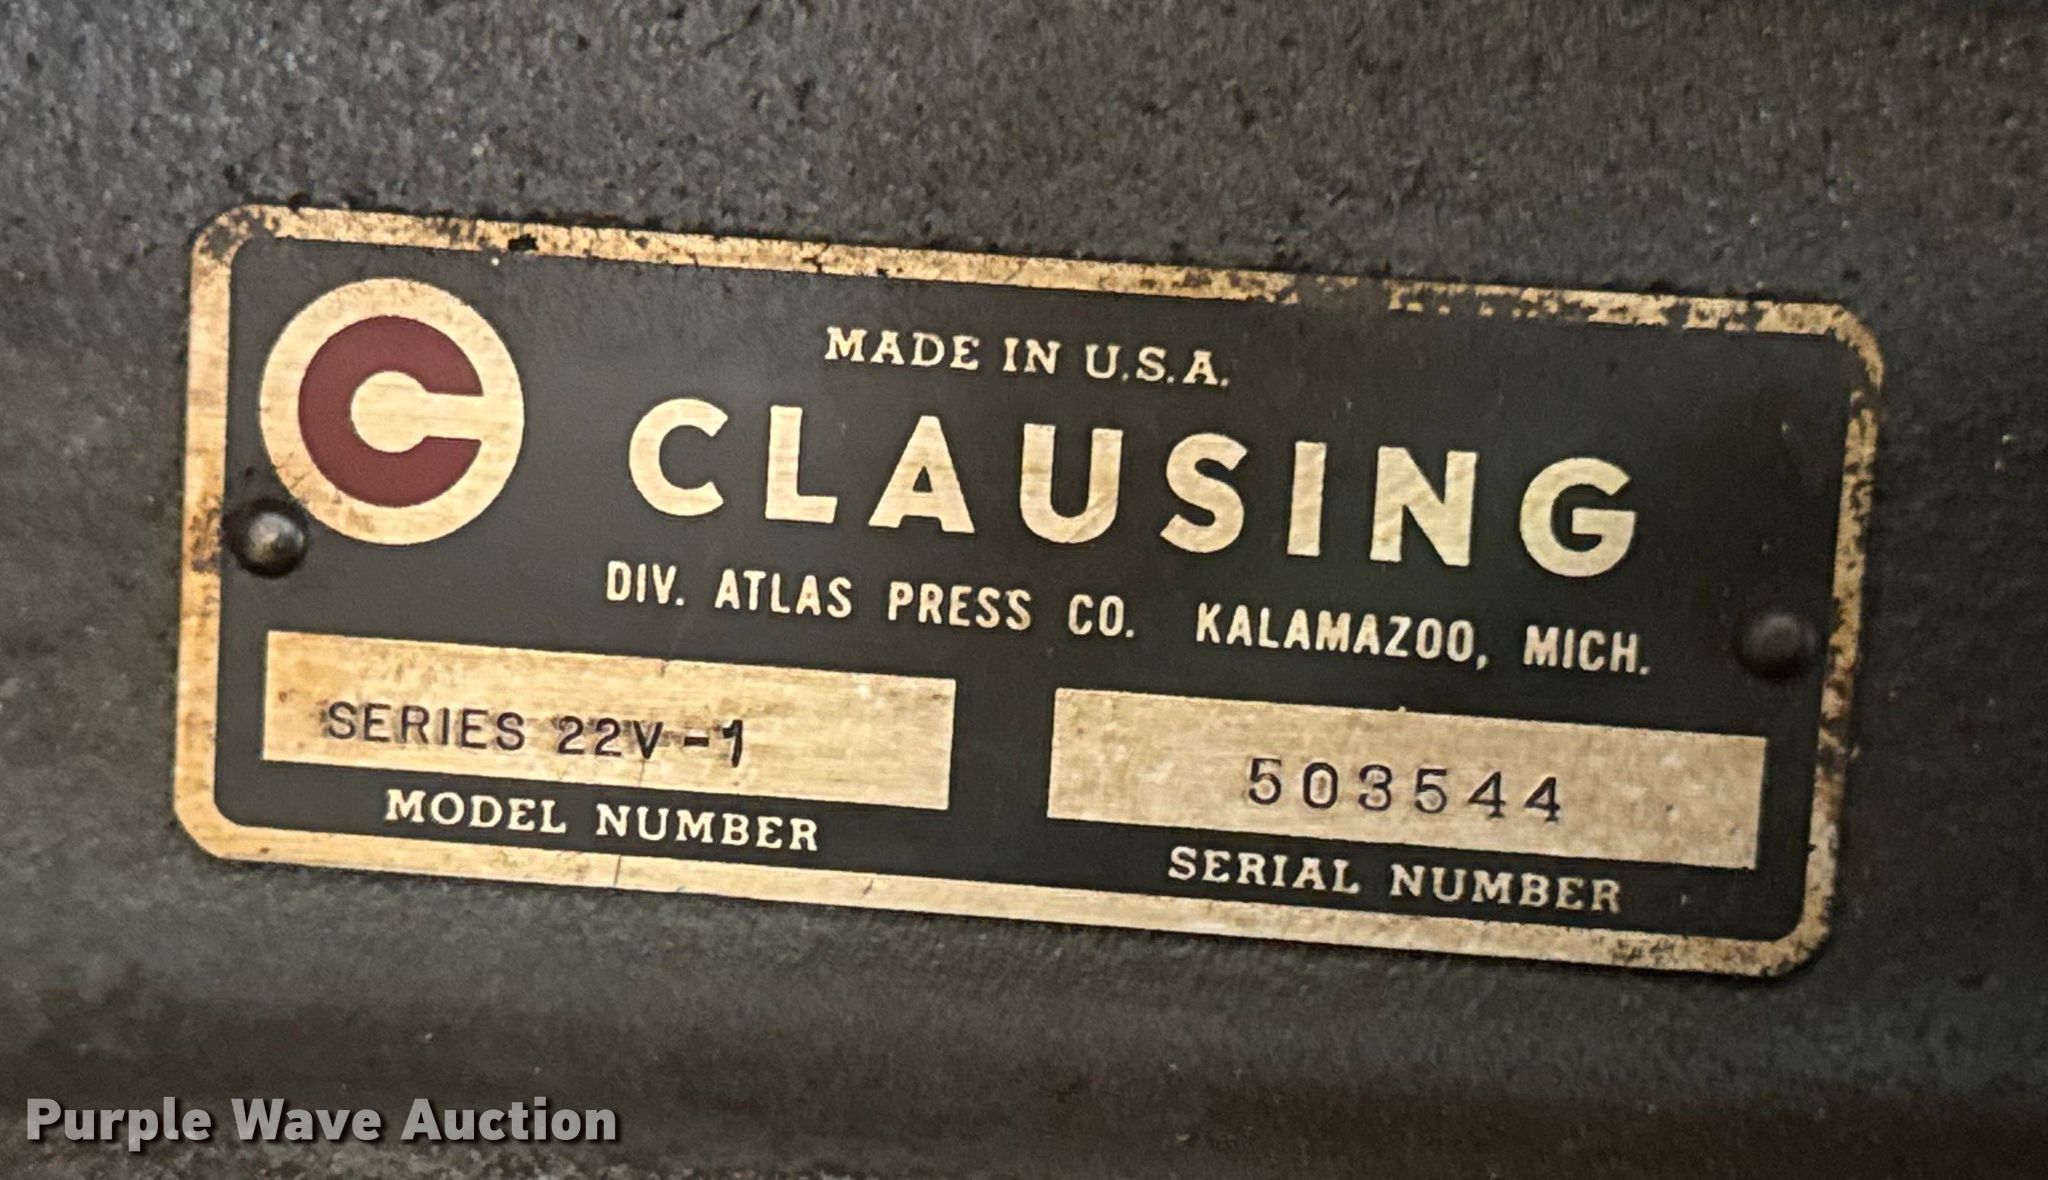 MADE IN U.S.A.
C CLAUSING
DIV. ATLAS PRESS CO. KALAMAZOO, MICH.
SERIES 22V-1
MODEL NUMBER
503544
SERIAL NUMBER
Purple Wave Auction